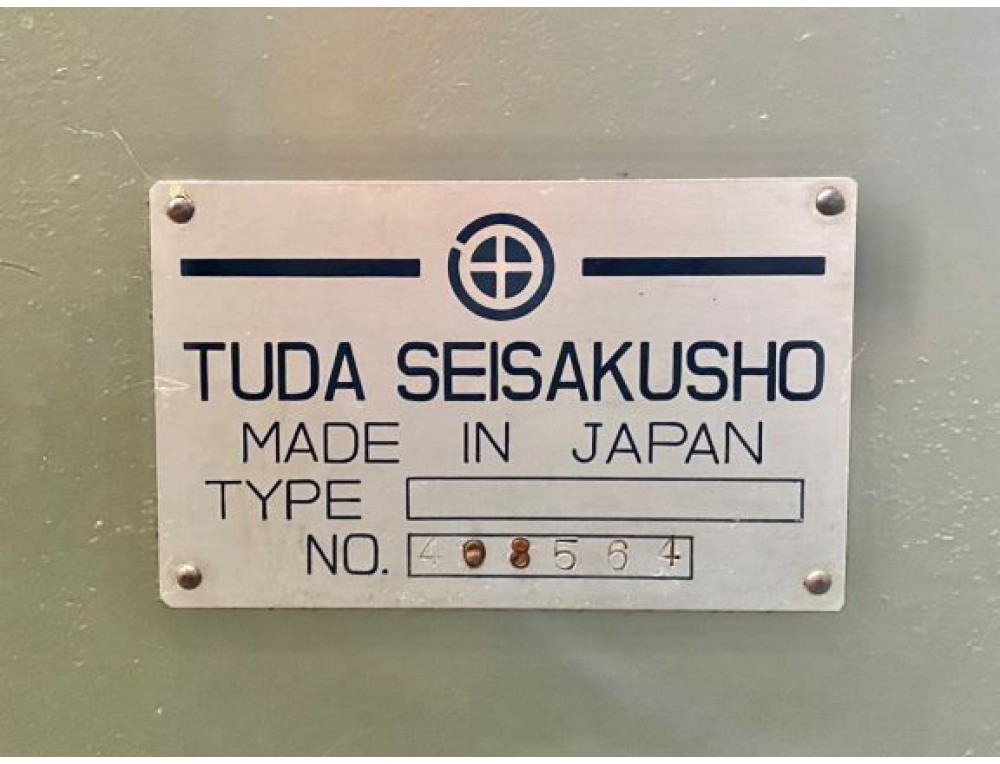 TUDA SEISAKUSHO
MADE IN JAPAN
TYPE
NO. 408564